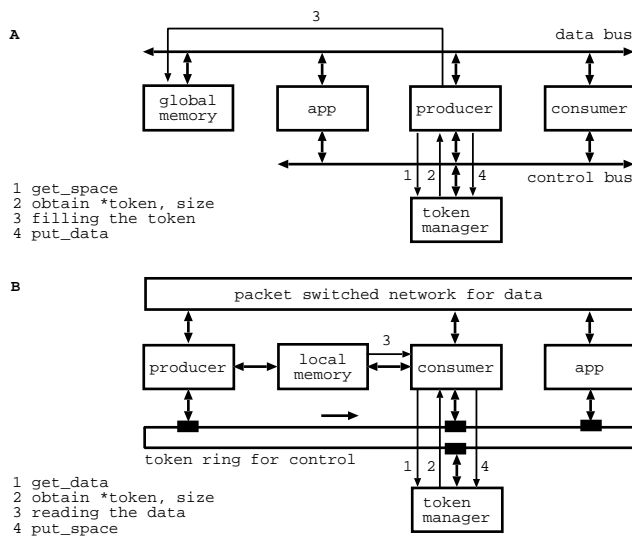 3
A
data bus
global
memory
app
producer
consumer
1 2 4
control bus
1 get_space
2 obtain *token, size
3 filling the token
4 put_data
token
manager
B
packet switched network for data
3
producer
local
memory
consumer
app
token ring for control
1 2 4
1 get_data
2 obtain *token, size
3 reading the data
4 put_space
token
manager